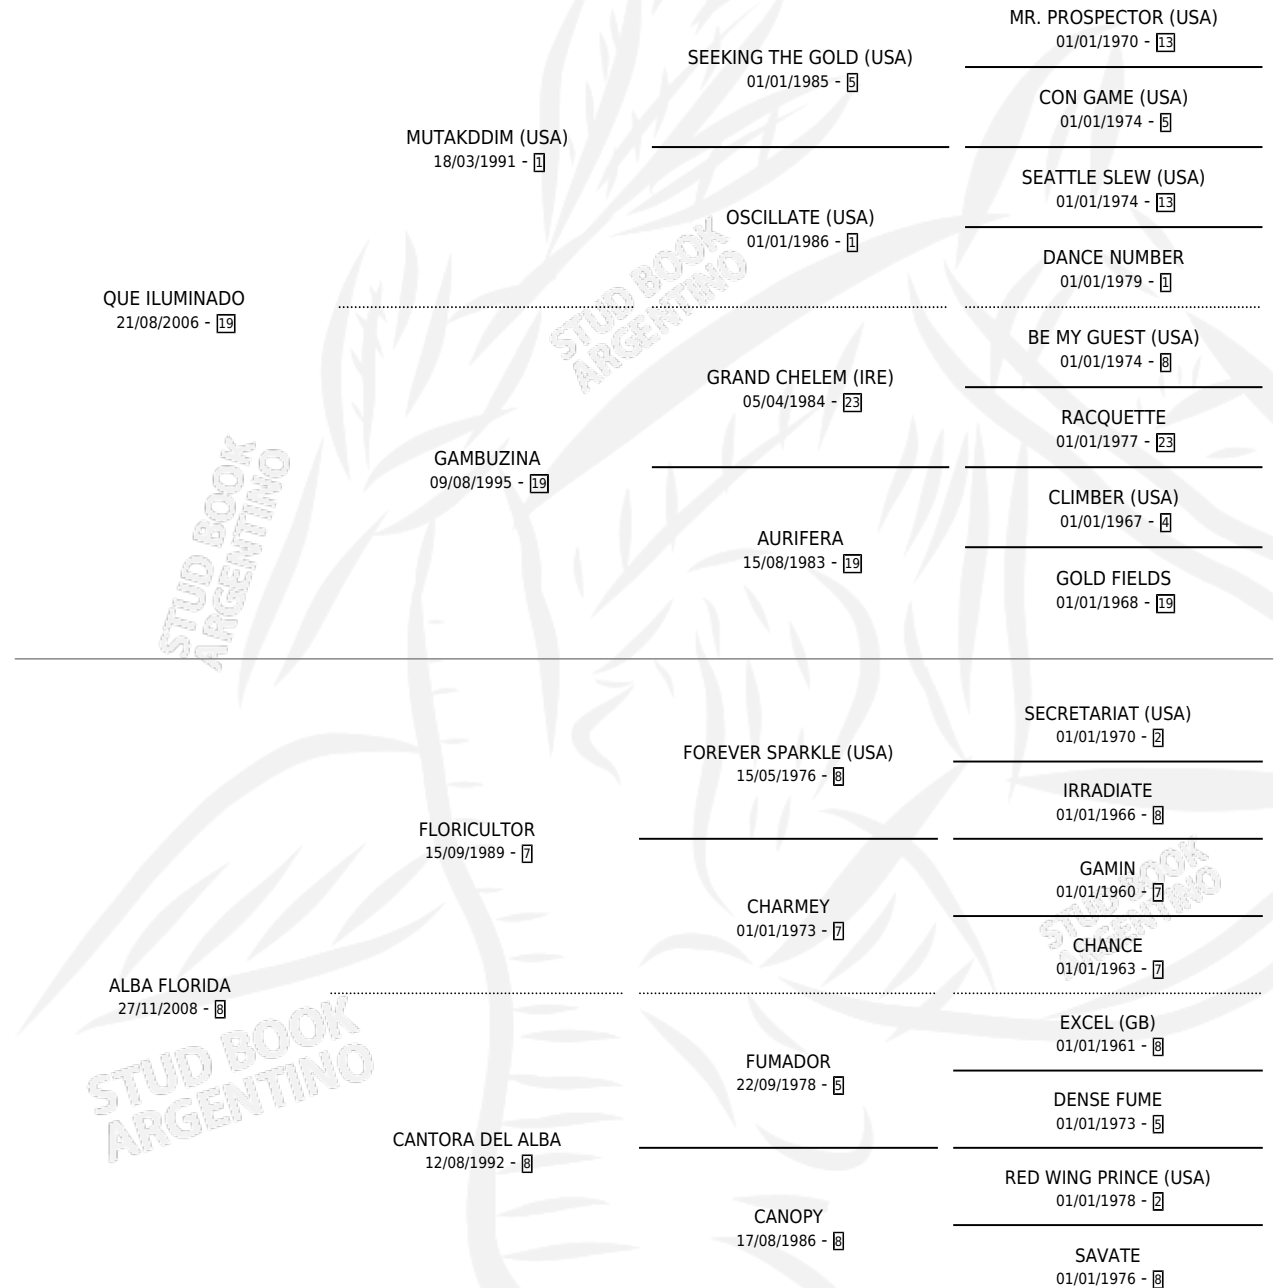 MR. PROSPECTOR (USA)
01/01/1970 - 13
SEEKING THE GOLD (USA)
01/01/1985 - 5
CON GAME (USA)
01/01/1974 - 5
MUTAKDDIM (USA)
18/03/1991 - 1
SEATTLE SLEW (USA)
01/01/1974 - 13
OSCILLATE (USA)
01/01/1986 - 1
DANCE NUMBER
01/01/1979 - 1
QUE ILUMINADO
21/08/2006 - 19
STUD BOOK
ARGENTINO
BE MY GUEST (USA)
01/01/1974 - 8
GRAND CHELEM (IRE)
05/04/1984 - 23
RACQUETTE
01/01/1977 - 23
GAMBUZINA
09/08/1995 - 19
CLIMBER (USA)
01/01/1967 - 4
AURIFERA
15/08/1983 - 19
GOLD FIELDS
01/01/1968 - 19
STUD BOOK
ARGENTINO
SECRETARIAT (USA)
01/01/1970 - 2
FOREVER SPARKLE (USA)
15/05/1976 - 8
IRRADIATE
01/01/1966 - 8
FLORICULTOR
15/09/1989 - 7
GAMIN
01/01/1960 - 7
CHARMEY
01/01/1973 - 7
CHANCE
01/01/1963 - 7
STUD BOOK
ARGENTINO
ALBA FLORIDA
27/11/2008 - 8
EXCEL (GB)
01/01/1961 - 8
FUMADOR
22/09/1978 - 5
DENSE FUME
01/01/1973 - 5
STUD BOOK
ARGENTINO
CANTORA DEL ALBA
12/08/1992 - 8
RED WING PRINCE (USA)
01/01/1978 - 2
CANOPY
17/08/1986 - 8
SAVATE
01/01/1976 - 8